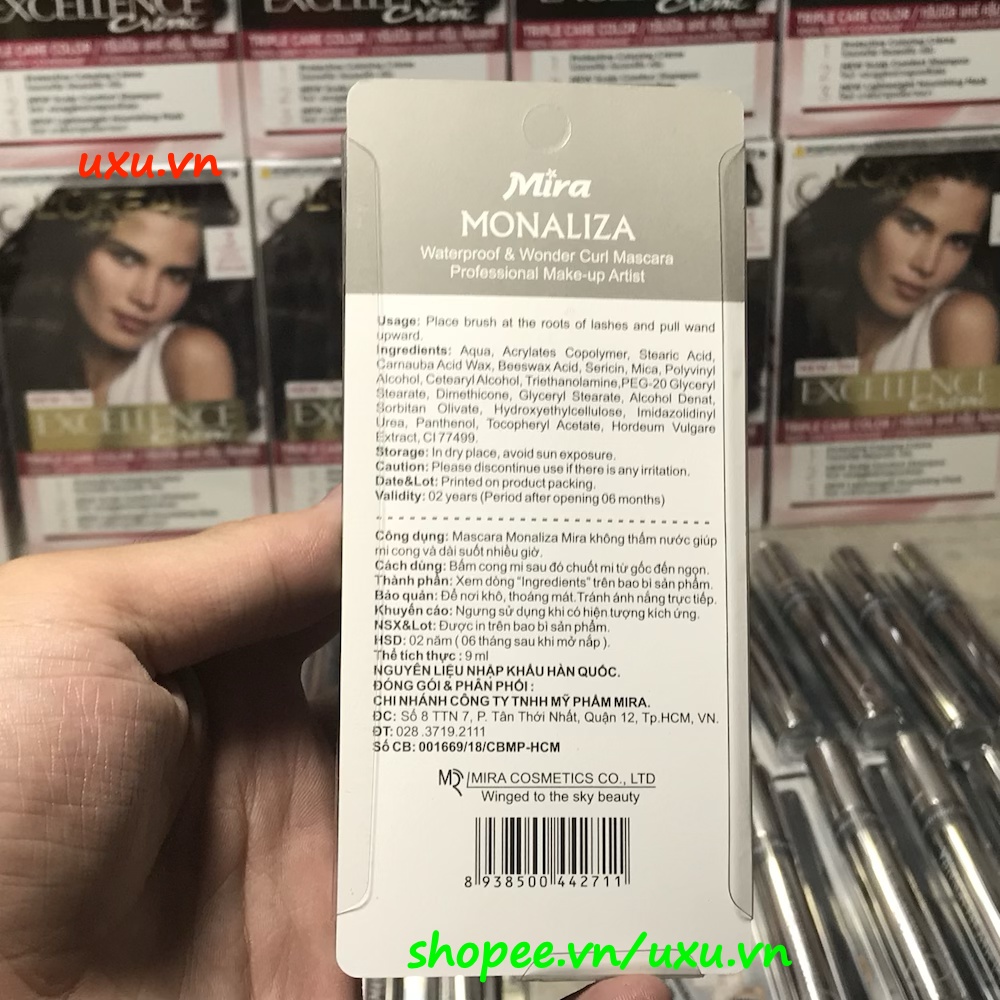 EXCELLENCE
Crème
TRIPLE CARE COLOR
uxu.vn
L'OREAL
EXCELLENCE
Crème
Mira
MONALIZA
Waterproof & Wonder Curl Mascara
Professional Make-up Artist
Usage: Place brush at the roots of lashes and pull wand
upward.
Ingredients: Aqua, Acrylates Copolymer, Stearic Acid,
Carnauba Acid Wax, Beeswax Acid, Sericin, Mica, Polyvinyl
Alcohol, Cetearyl Alcohol, Triethanolamine,PEG-20 Glyceryl
Stearate, Dimethicone, Glyceryl Stearate, Alcohol Denat,
Sorbitan Olivate, Hydroxyethylcellulose, Imidazolidinyl
Urea, Panthenol, Tocopheryl Acetate, Hordeum Vulgare
Extract, CI 77499.
Storage: In dry place, avoid sun exposure.
Caution: Please discontinue use if there is any irritation.
Date&Lot: Printed on product packing.
Validity: 02 years (Period after opening 06 months)
Công dụng: Mascara Monaliza Mira không thấm nước giúp
mi cong và dài suốt nhiều giờ.
Cách dùng: Bấm cong mi sau đó chuốt mi từ gốc đến ngọn.
Thành phần: Xem dòng "Ingredients" trên bao bì sản phẩm.
Bảo quản: Để nơi khô, thoáng mát.Tránh ánh nắng trực tiếp.
Khuyến cáo: Ngưng sử dụng khi có hiện tượng kích ứng.
NSX&Lot: Được in trên bao bì sản phẩm.
HSD: 02 năm ( 06 tháng sau khi mở nắp ).
Thể tích thực : 9 ml
NGUYÊN LIỆU NHẬP KHẨU HÀN QUỐC.
ĐÓNG GÓI & PHÂN PHỐI :
CHI NHÁNH CÔNG TY TNHH MỸ PHẨM MIRA.
ĐC: Số 8 TTN 7, P. Tân Thới Nhất, Quận 12, Tp.HCM, VN.
ĐT: 028 .3719.2111
Số CB: 001669/18/CBMP-HCM
MIRA COSMETICS CO., LTD
Winged to the sky beauty
8 938500 442711
shopee.vn/uxu.vn